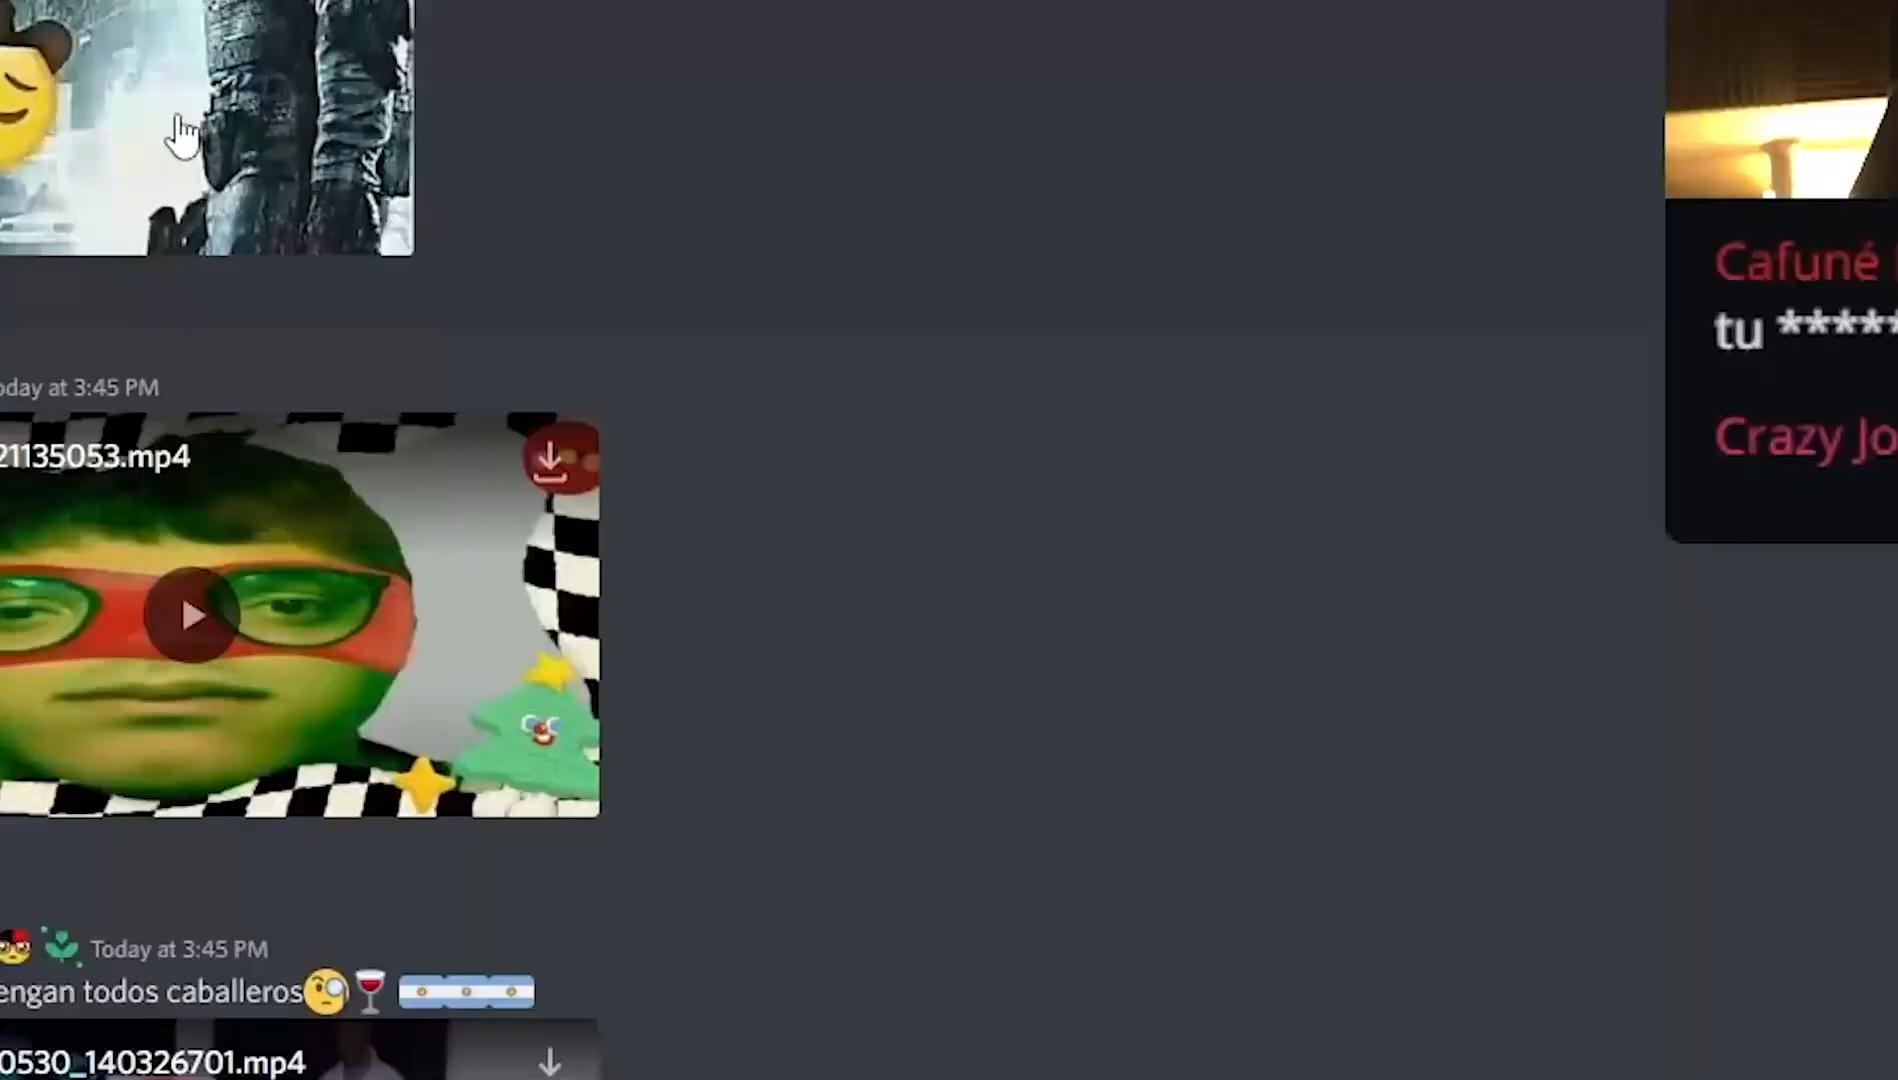 Cafuné
tu *****
Crazy Jo
oday at 3:45 PM
21135053.mp4
Today at 3:45 PM
engan todos caballeros🧐🍷🇦🇷🇦🇷🇦🇷
0530_140326701.mp4